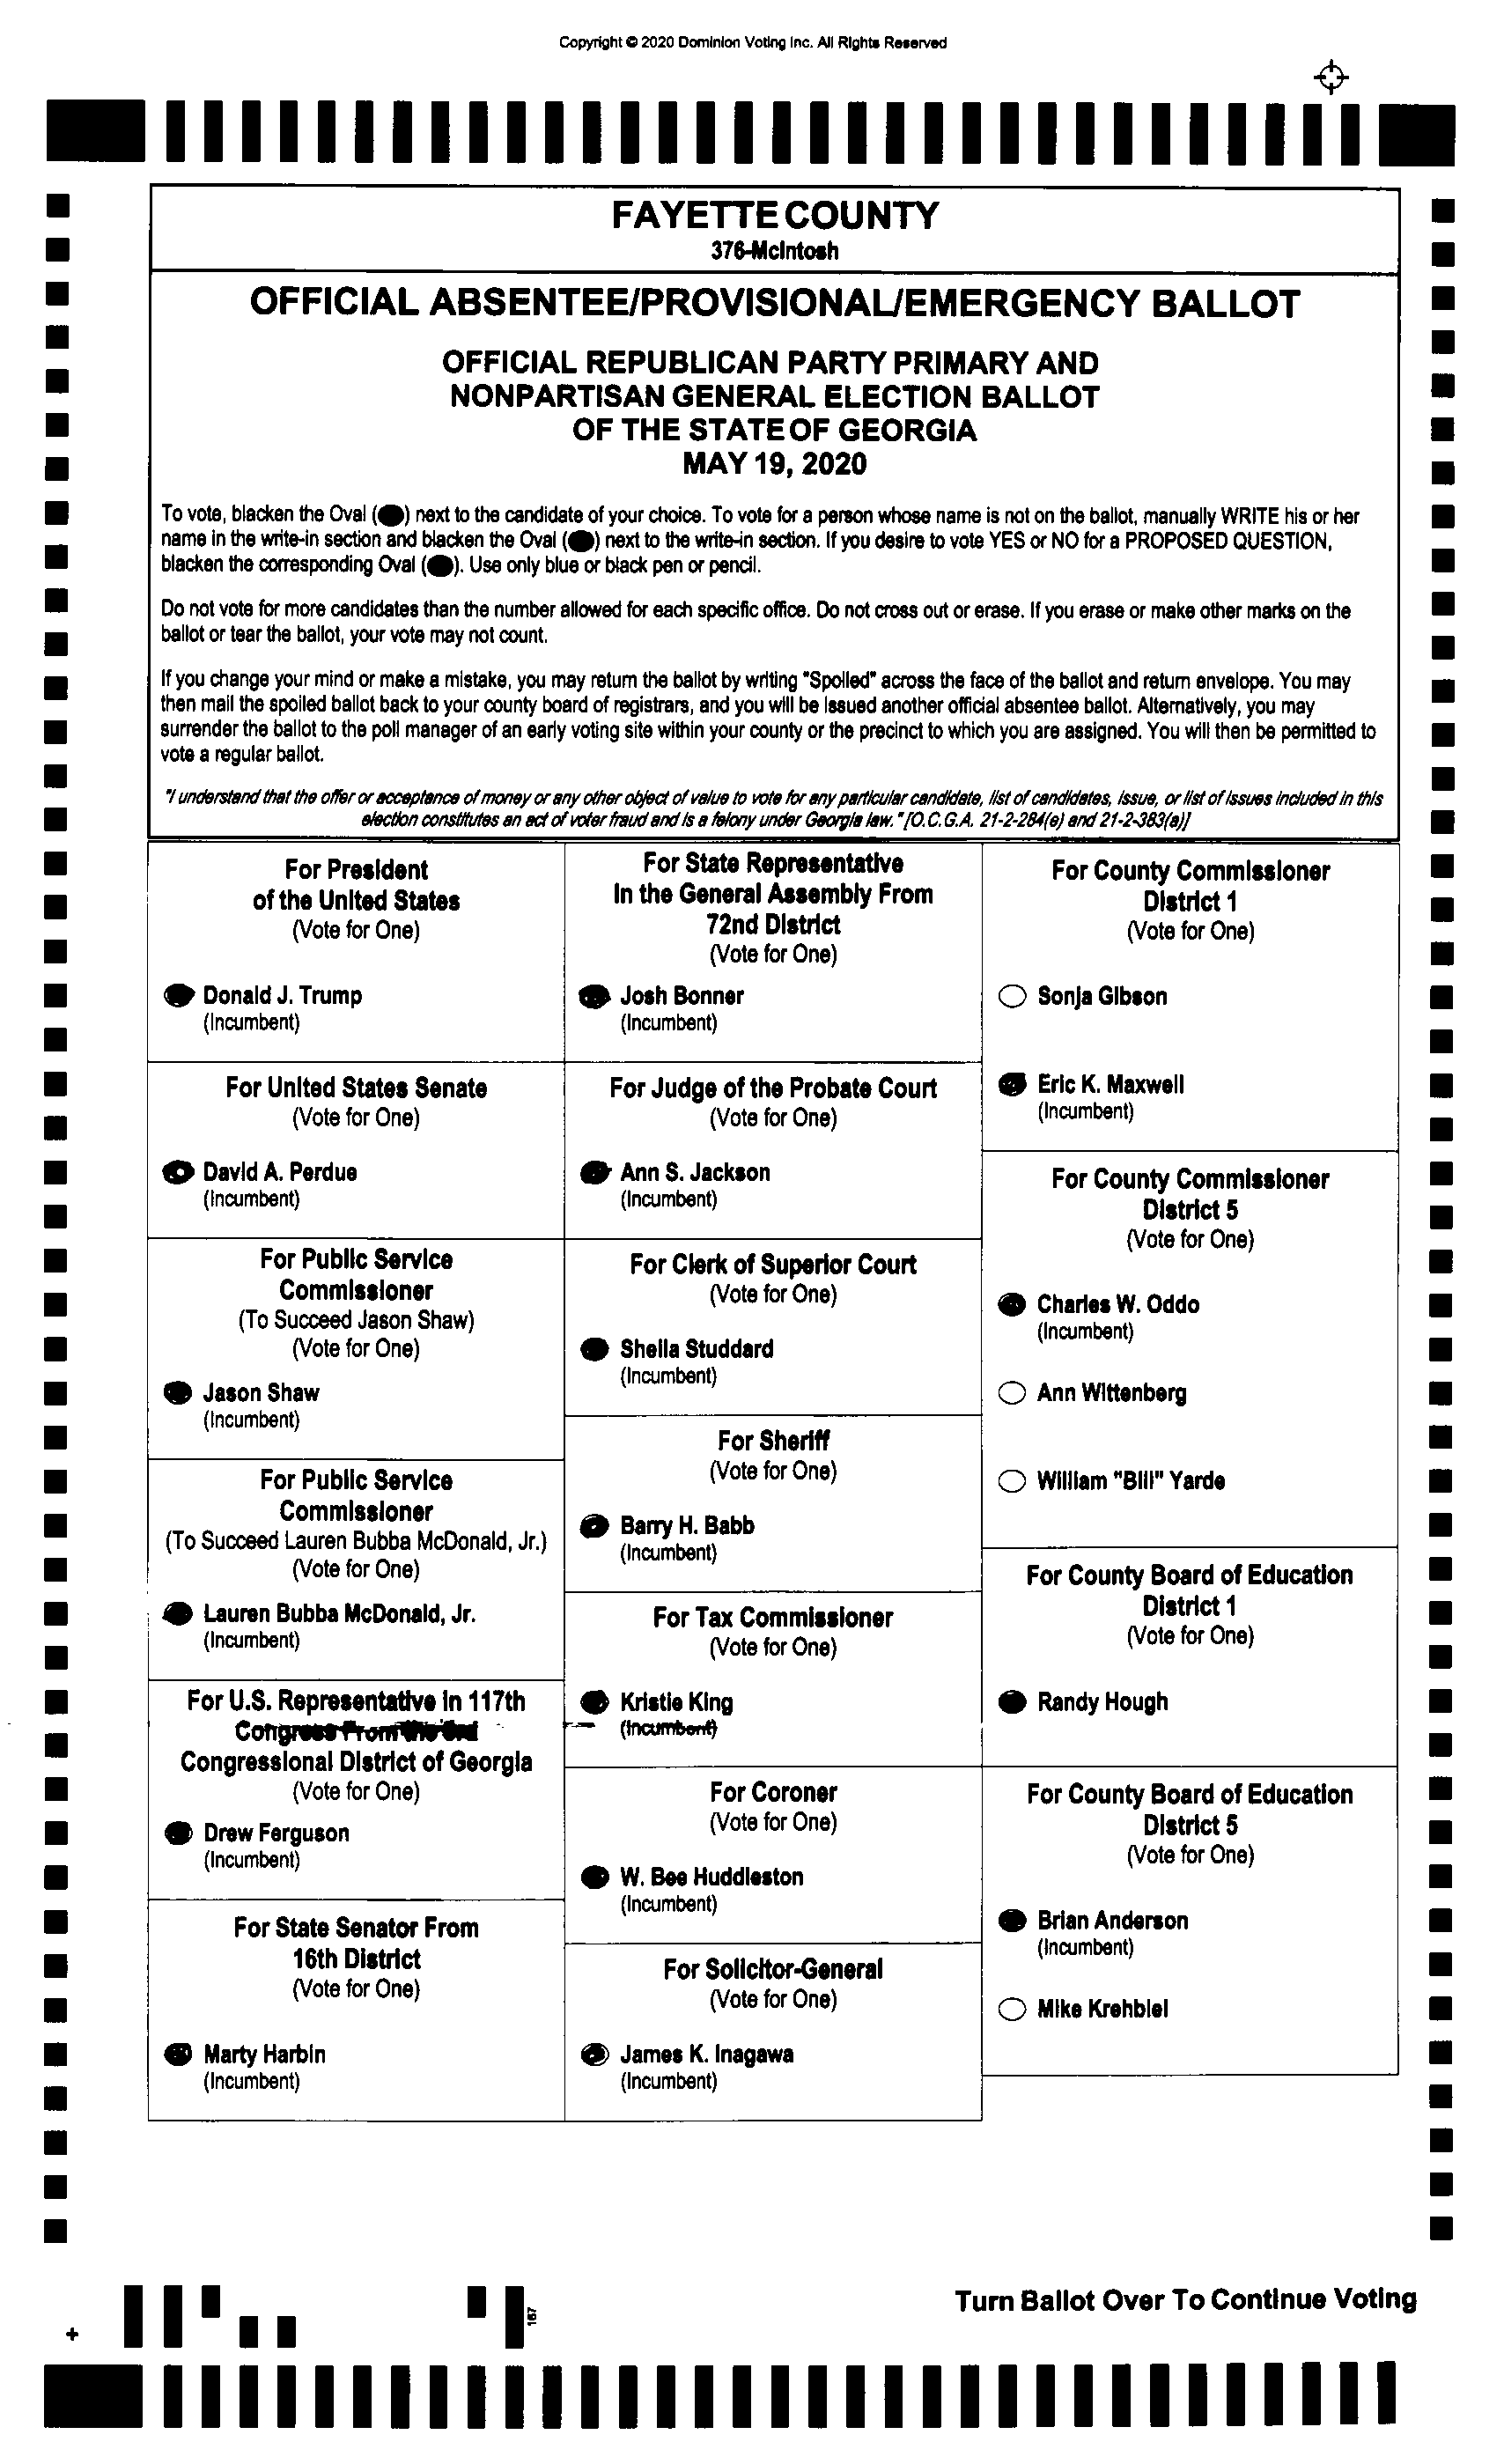 Copyright © 2020 Dominion Voting Inc. All Rights Reserved
FAYETTE COUNTY
376-McIntosh
OFFICIAL ABSENTEE/PROVISIONAL/EMERGENCY BALLOT
OFFICIAL REPUBLICAN PARTY PRIMARY AND
NONPARTISAN GENERAL ELECTION BALLOT
OF THE STATE OF GEORGIA
MAY 19, 2020
To vote, blacken the Oval ( ) next to the candidate of your choice. To vote for a person whose name is not on the ballot, manually WRITE his or her
name in the write-in section and blacken the Oval ( ) next to the write-in section. If you desire to vote YES or NO for a PROPOSED QUESTION,
blacken the corresponding Oval ( ). Use only blue or black pen or pencil.
Do not vote for more candidates than the number allowed for each specific office. Do not cross out or erase. If you erase or make other marks on the
ballot or tear the ballot, your vote may not count.
If you change your mind or make a mistake, you may return the ballot by writing "Spoiled" across the face of the ballot and return envelope. You may
then mail the spoiled ballot back to your county board of registrars, and you will be issued another official absentee ballot. Alternatively, you may
surrender the ballot to the poll manager of an early voting site within your county or the precinct to which you are assigned. You will then be permitted to
vote a regular ballot.
"I understand that the offer or acceptance of money or any other object of value to vote for any particular candidate, list of candidates, issue, or list of issues included in this
election constitutes an act of voter fraud and is a felony under Georgia law." [O.C.G.A. 21-2-284(e) and 21-2-383(a)]
For President
of the United States
(Vote for One)
Donald J. Trump
(Incumbent)
For United States Senate
(Vote for One)
David A. Perdue
(Incumbent)
For Public Service
Commissioner
(To Succeed Jason Shaw)
(Vote for One)
Jason Shaw
(Incumbent)
For Public Service
Commissioner
(To Succeed Lauren Bubba McDonald, Jr.)
(Vote for One)
Lauren Bubba McDonald, Jr.
(Incumbent)
For U.S. Representative in 117th
Congress From the 3rd
Congressional District of Georgia
(Vote for One)
Drew Ferguson
(Incumbent)
For State Senator From
16th District
(Vote for One)
Marty Harbin
(Incumbent)
For State Representative
In the General Assembly From
72nd District
(Vote for One)
Josh Bonner
(Incumbent)
For Judge of the Probate Court
(Vote for One)
Ann S. Jackson
(Incumbent)
For Clerk of Superior Court
(Vote for One)
Sheila Studdard
(Incumbent)
For Sheriff
(Vote for One)
Barry H. Babb
(Incumbent)
For Tax Commissioner
(Vote for One)
Kristie King
(Incumbent)
For Coroner
(Vote for One)
W. Bee Huddleston
(Incumbent)
For Solicitor-General
(Vote for One)
James K. Inagawa
(Incumbent)
For County Commissioner
District 1
(Vote for One)
Sonja Gibson
Eric K. Maxwell
(Incumbent)
For County Commissioner
District 5
(Vote for One)
Charles W. Oddo
(Incumbent)
Ann Wittenberg
William "Bill" Yarde
For County Board of Education
District 1
(Vote for One)
Randy Hough
For County Board of Education
District 5
(Vote for One)
Brian Anderson
(Incumbent)
Mike Krehbiel
167
Turn Ballot Over To Continue Voting